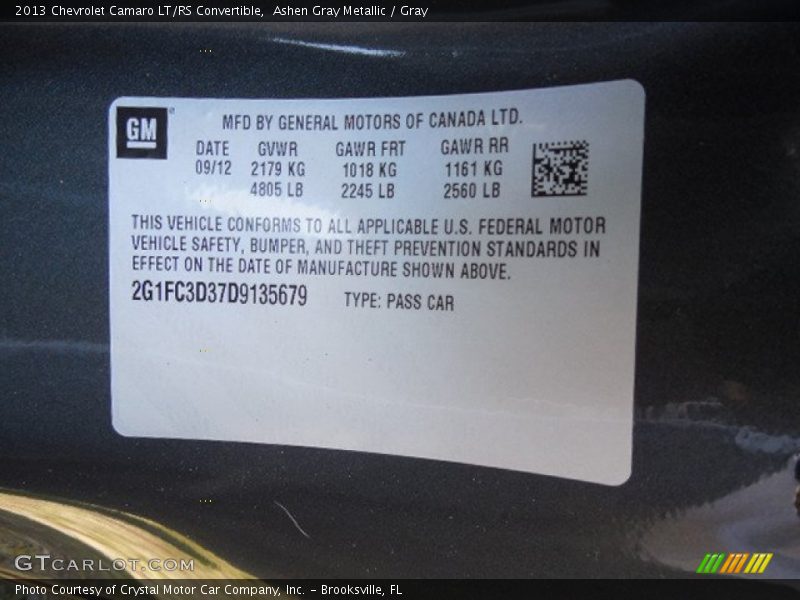 2013 Chevrolet Camaro LT/RS Convertible, Ashen Gray Metallic / Gray
GM®
MFD BY GENERAL MOTORS OF CANADA LTD.
DATE GVWR GAWR FRT GAWR RR
09/12 2179 KG 1018 KG 1161 KG
4805 LB 2245 LB 2560 LB
THIS VEHICLE CONFORMS TO ALL APPLICABLE U.S. FEDERAL MOTOR
VEHICLE SAFETY, BUMPER, AND THEFT PREVENTION STANDARDS IN
EFFECT ON THE DATE OF MANUFACTURE SHOWN ABOVE.
2G1FC3D37D9135679 TYPE: PASS CAR
GTCARLOT.COM
Photo Courtesy of Crystal Motor Car Company, Inc. - Brooksville, FL